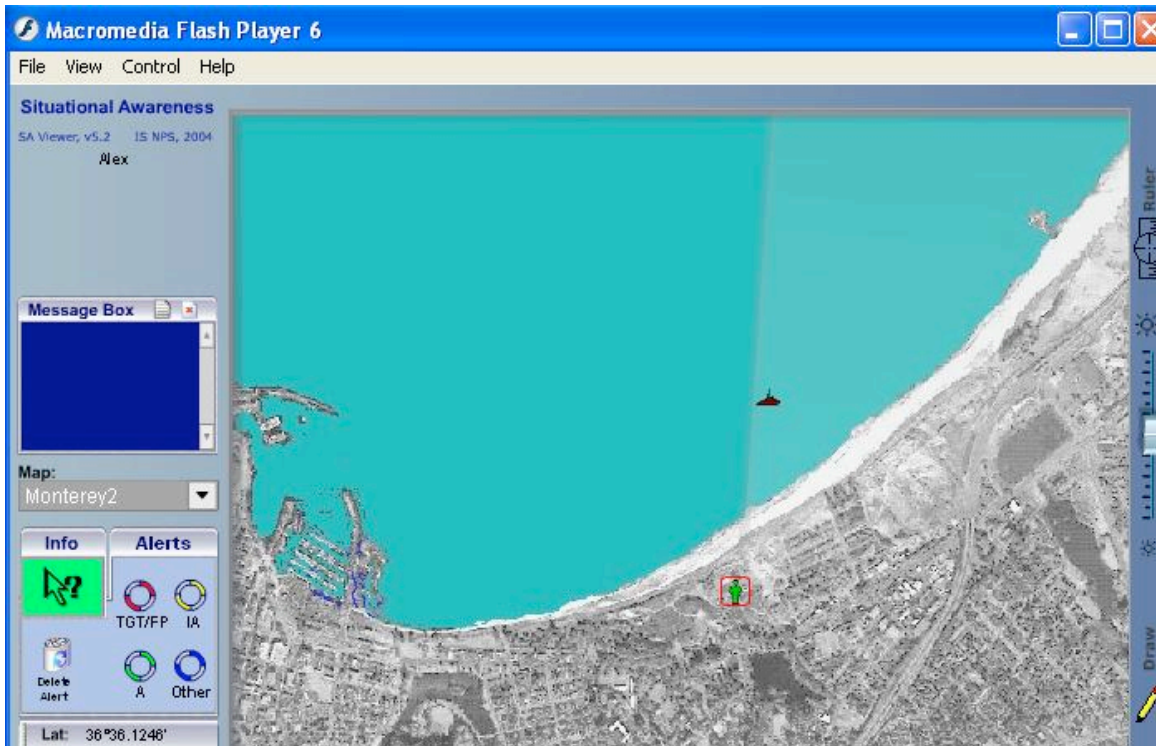 Macromedia Flash Player 6
File View Control Help
Situational Awareness
SA Viewer, v5.2 IS NPS, 2004
Alex
Message Box
Map:
Monterey2
Info Alerts
TGT/FP IA
Delete
Alert
A Other
Lat: 36°36.1246'
Ruler
Draw